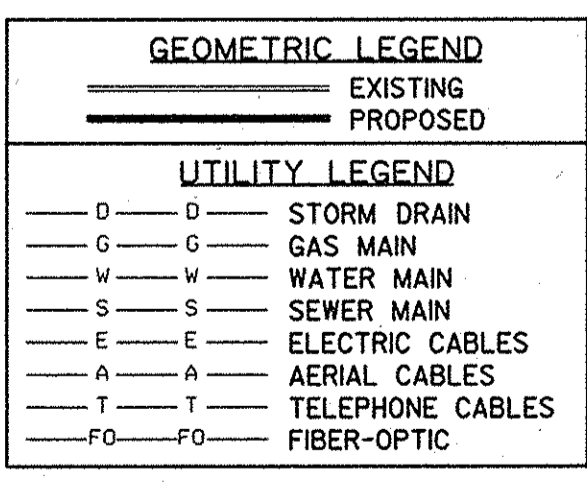 GEOMETRIC LEGEND
EXISTING
PROPOSED
UTILITY LEGEND
D D STORM DRAIN
G G GAS MAIN
W W WATER MAIN
S S SEWER MAIN
E E ELECTRIC CABLES
A A AERIAL CABLES
T T TELEPHONE CABLES
FO FO FIBER-OPTIC